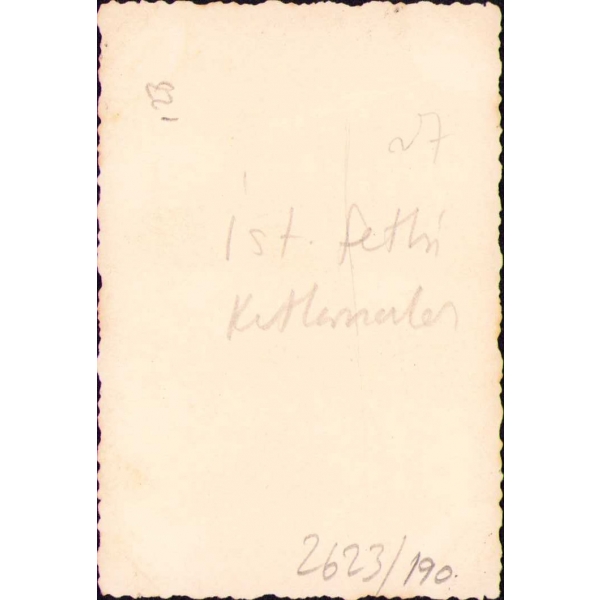 27
İst. fethi
Kutlamaları
2623/190.